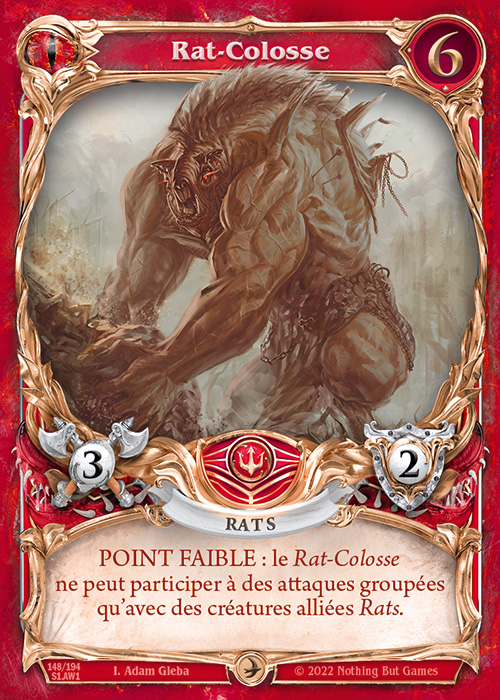 Rat-Colosse
6
3
2
RATS
POINT FAIBLE : le Rat-Colosse
ne peut participer à des attaques groupées
qu'avec des créatures alliées Rats.
148/194
S1.AW1
I. Adam Gleba
© 2022 Nothing But Games